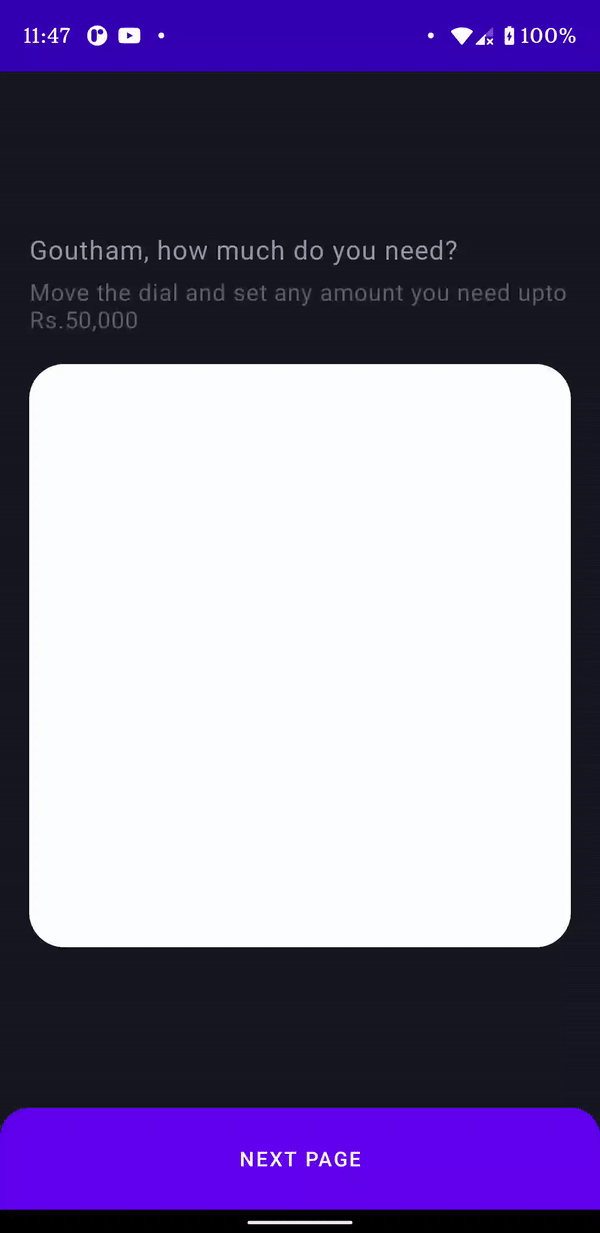 11:47 100%
Goutham, how much do you need?
Move the dial and set any amount you need upto
Rs.50,000
NEXT PAGE